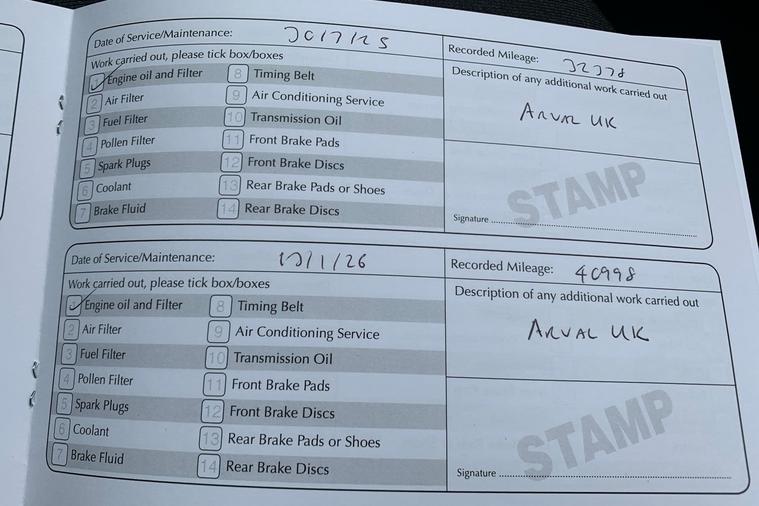 Date of Service/Maintenance: 30/7/25
Recorded Mileage: 32378
Work carried out, please tick box/boxes
Description of any additional work carried out
1 Engine oil and Filter
8 Timing Belt
2 Air Filter
9 Air Conditioning Service
ARVAL UK
3 Fuel Filter
10 Transmission Oil
4 Pollen Filter
11 Front Brake Pads
5 Spark Plugs
12 Front Brake Discs
6 Coolant
13 Rear Brake Pads or Shoes
STAMP
7 Brake Fluid
14 Rear Brake Discs
Signature
Date of Service/Maintenance: 13/1/26
Recorded Mileage: 40998
Work carried out, please tick box/boxes
Description of any additional work carried out
1 Engine oil and Filter
8 Timing Belt
2 Air Filter
9 Air Conditioning Service
ARVAL UK
3 Fuel Filter
10 Transmission Oil
4 Pollen Filter
11 Front Brake Pads
5 Spark Plugs
12 Front Brake Discs
6 Coolant
13 Rear Brake Pads or Shoes
STAMP
7 Brake Fluid
14 Rear Brake Discs
Signature